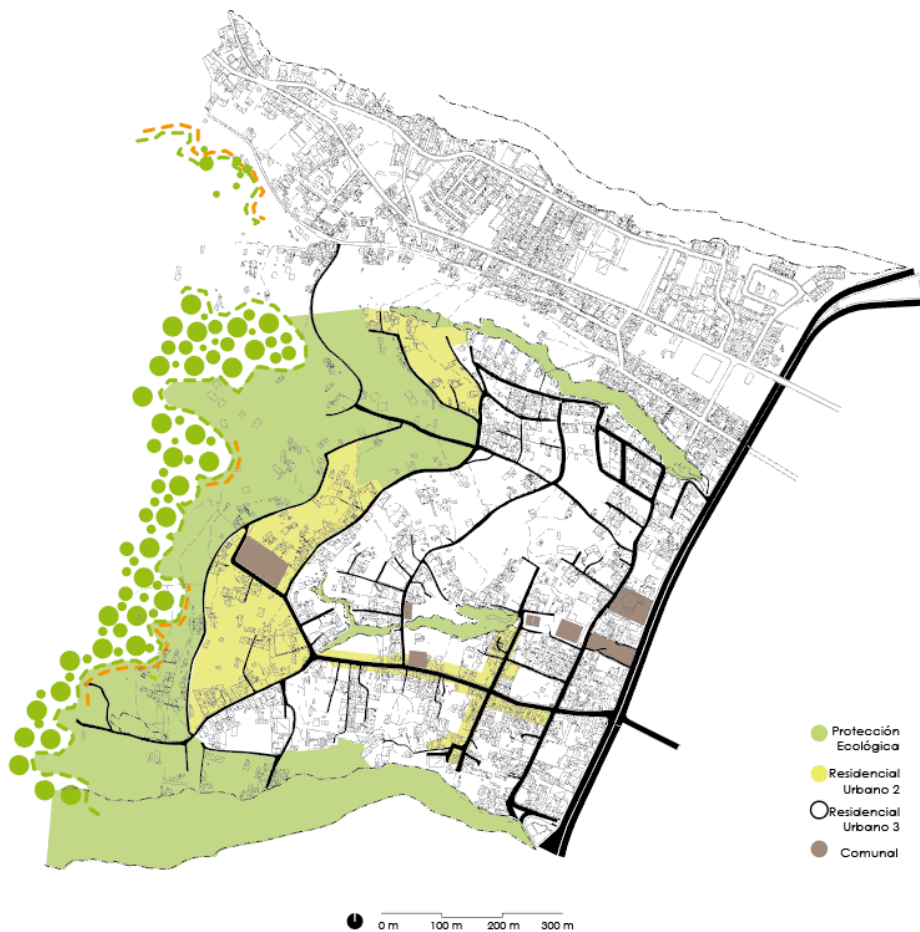 Protección
Ecológica
Residencial
Urbano 2
Residencial
Urbano 3
Comunal
0 m 100 m 200 m 300 m